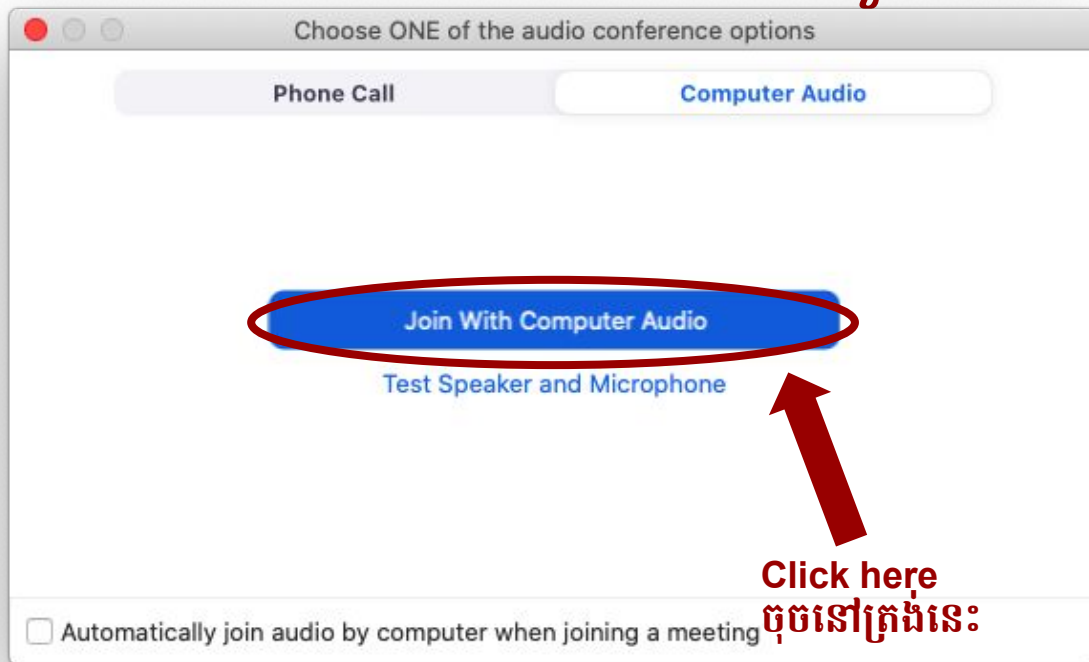 Choose ONE of the audio conference options
Phone Call
Computer Audio
Join With Computer Audio
Test Speaker and Microphone
Click here
ចុចនៅត្រង់នេះ
Automatically join audio by computer when joining a meeting